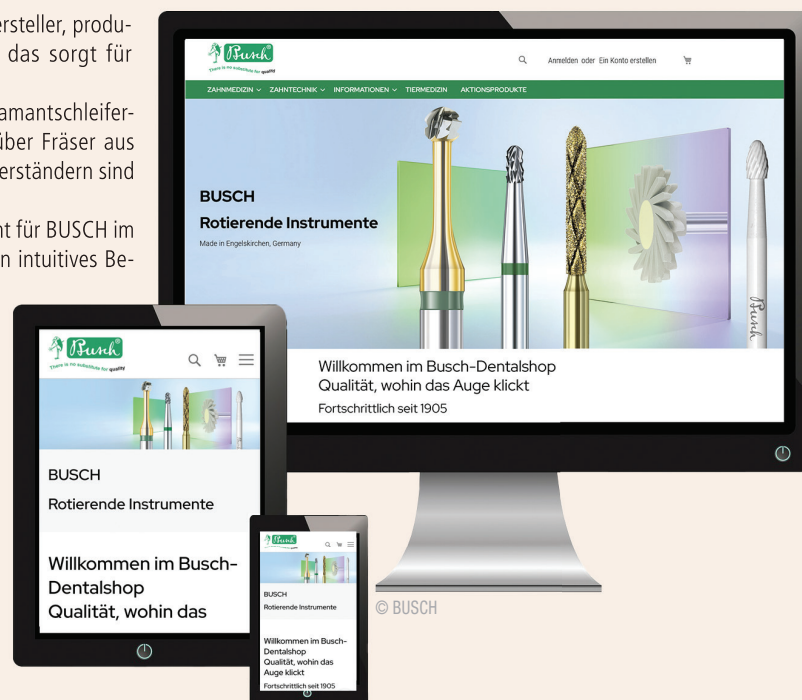 ersteller, produ-
das sorgt für
amantschleifer-
über Fräser aus
erständern sind
nt für BUSCH im
n intuitives Be-
Busch
There is no substitute for quality
Anmelden oder Ein Konto erstellen
ZAHNMEDIZIN ZAHNTECHNIK INFORMATIONEN TIERMEDIZIN AKTIONSPRODUKTE
BUSCH
Rotierende Instrumente
Made in Engelskirchen, Germany
Busch
Willkommen im Busch-Dentalshop
Qualität, wohin das Auge klickt
Fortschrittlich seit 1905
Busch
There is no substitute for quality
BUSCH
Rotierende Instrumente
Willkommen im Busch-
Dentalshop
Qualität, wohin das
Busch
BUSCH
Rotierende Instrumente
Willkommen im Busch-
Dentalshop
Qualität, wohin das
Auge klickt
Fortschrittlich seit 1905
© BUSCH